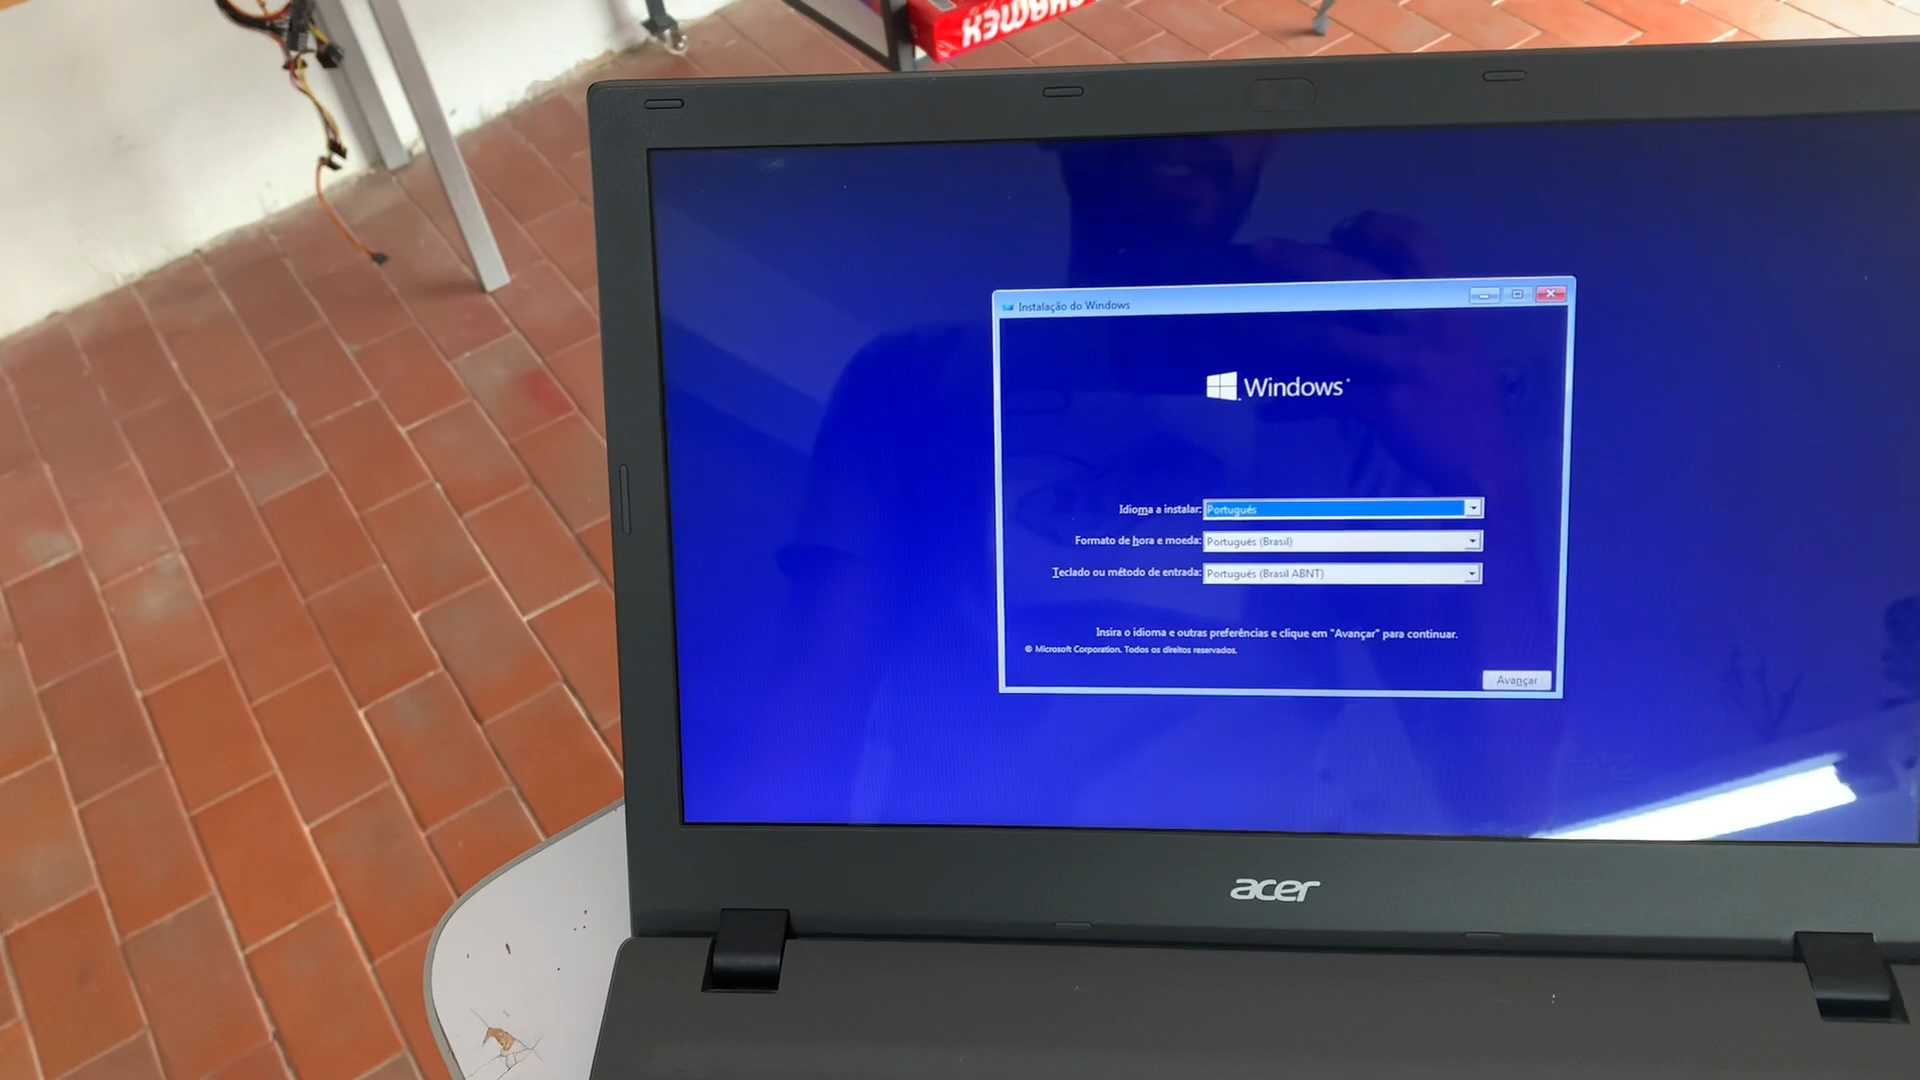 CHAMEX
Instalação do Windows
Windows
Idioma a instalar: Português
Formato de hora e moeda: Português (Brasil)
Teclado ou método de entrada: Português (Brasil ABNT)
Insira o idioma e outras preferências e clique em "Avançar" para continuar.
© Microsoft Corporation. Todos os direitos reservados.
Avançar
acer